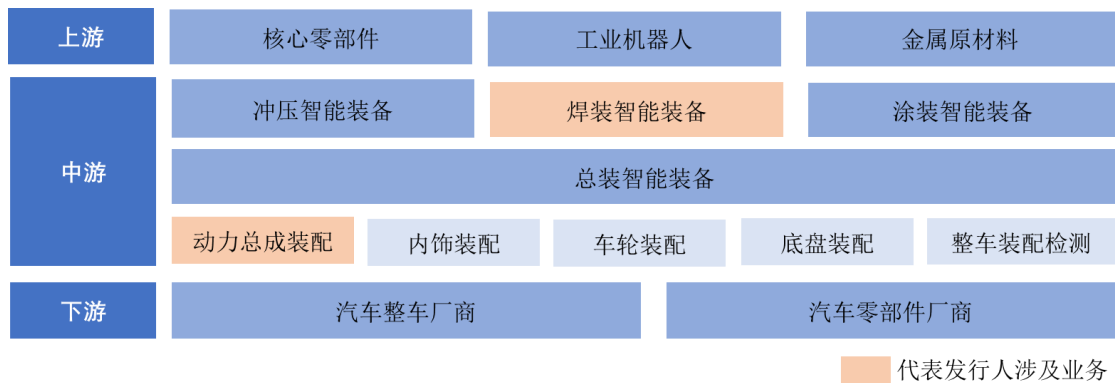 上游
核心零部件
工业机器人
金属原材料
中游
冲压智能装备
焊装智能装备
涂装智能装备
总装智能装备
动力总成装配
内饰装配
车轮装配
底盘装配
整车装配检测
下游
汽车整车厂商
汽车零部件厂商
代表发行人涉及业务